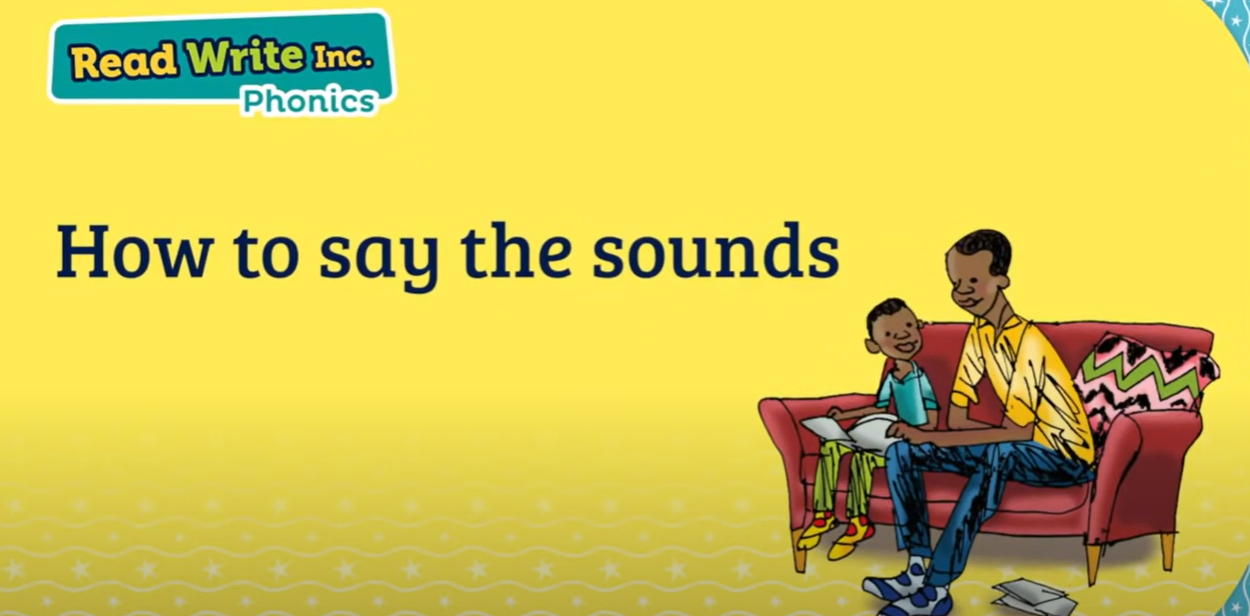 Read Write Inc.
Phonics
How to say the sounds